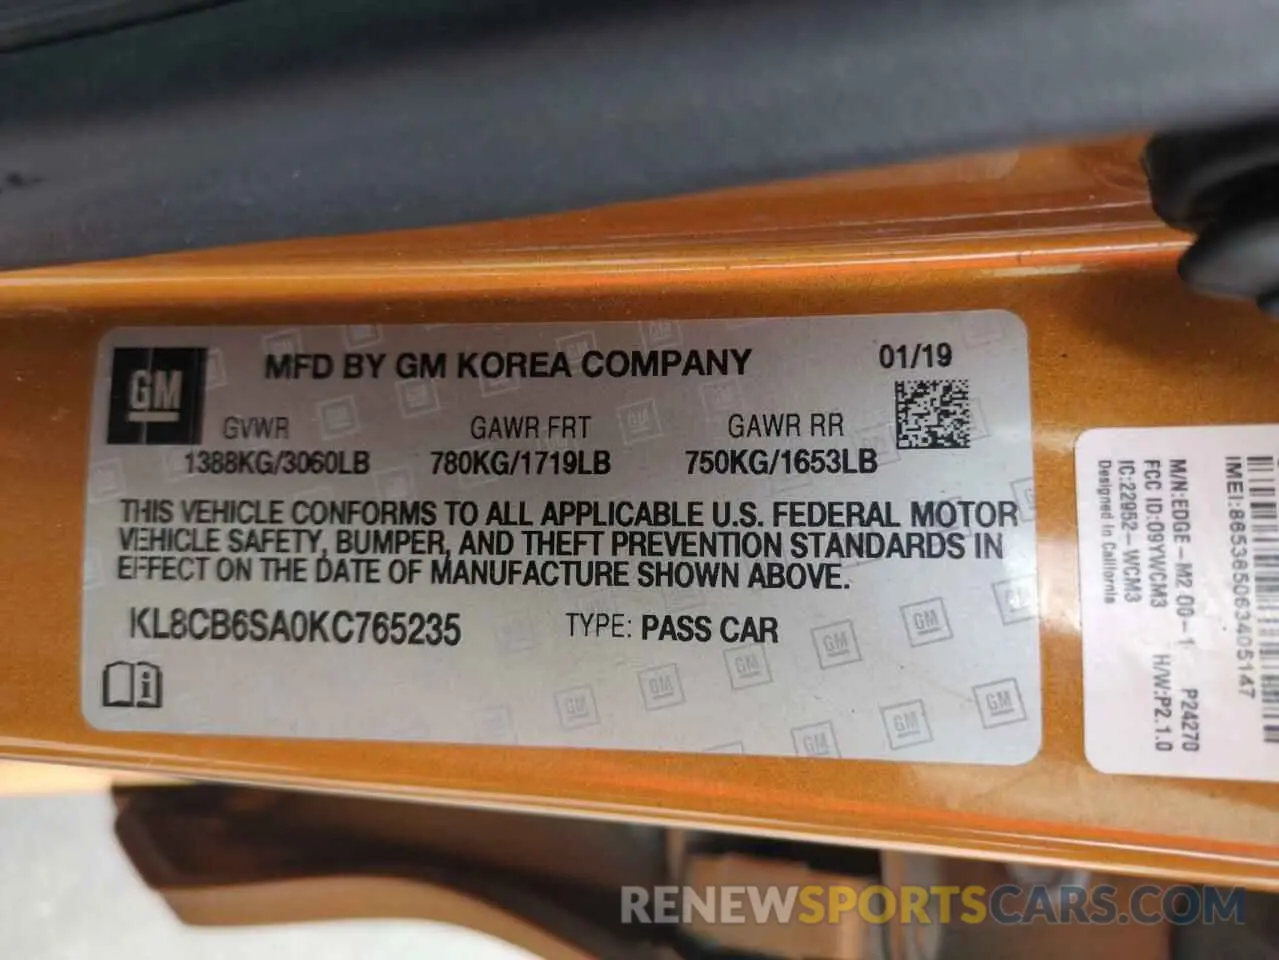 GM
MFD BY GM KOREA COMPANY
01/19
GVWR GAWR FRT GAWR RR
1388KG/3060LB 780KG/1719LB 750KG/1653LB
THIS VEHICLE CONFORMS TO ALL APPLICABLE U.S. FEDERAL MOTOR
VEHICLE SAFETY, BUMPER, AND THEFT PREVENTION STANDARDS IN
EFFECT ON THE DATE OF MANUFACTURE SHOWN ABOVE.
KL8CB6SA0KC765235 TYPE: PASS CAR
IMEI:865385063405147
M/N:EDGE-M2.00-1 P24270
FCC ID:09YWCM3 H/W:P2.1.0
IC:22952-WCM3
Designed in California
RENEWSPORTSCARS.COM